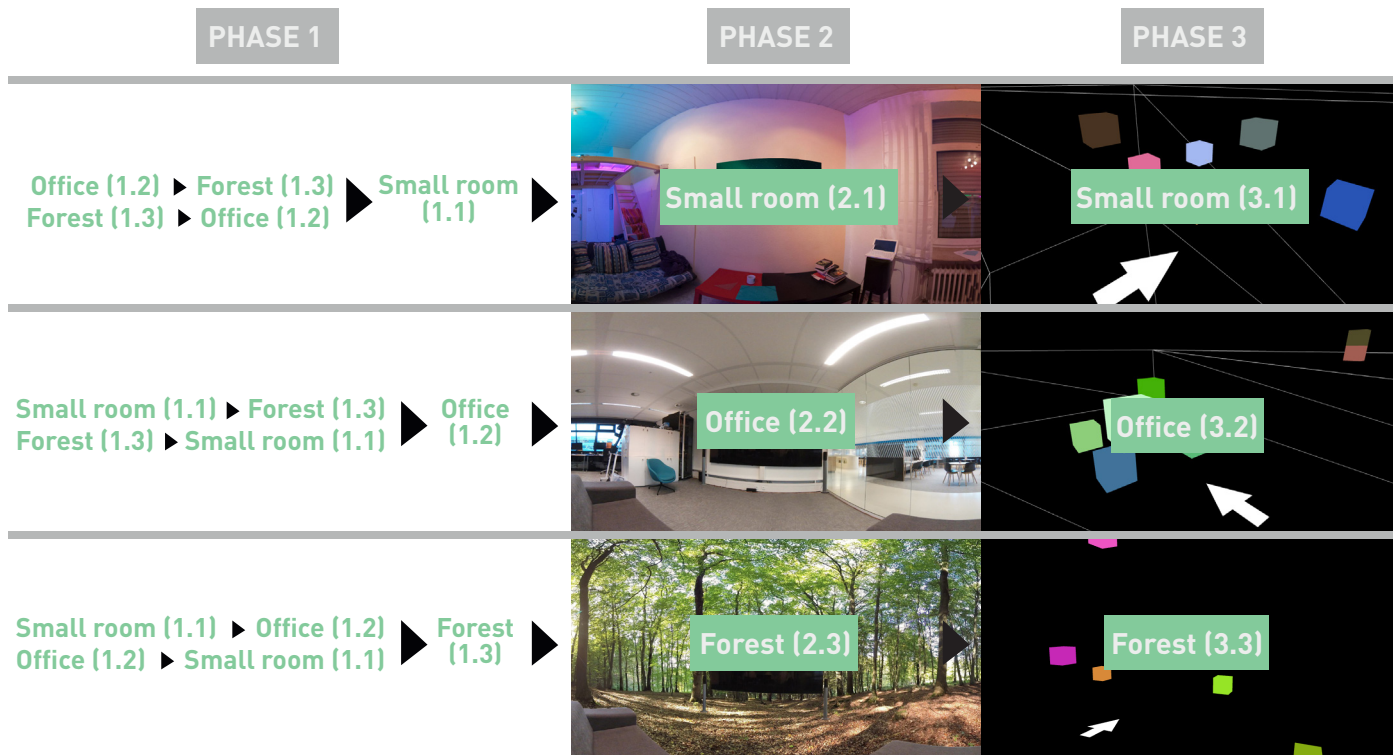 PHASE 1
PHASE 2
PHASE 3
Office (1.2) ▶ Forest (1.3)
Forest (1.3) ▶ Office (1.2)
Small room
(1.1)
Small room (2.1)
Small room (3.1)
Small room (1.1) ▶ Forest (1.3)
Forest (1.3) ▶ Small room (1.1)
Office
(1.2)
Office (2.2)
Office (3.2)
Small room (1.1) ▶ Office (1.2)
Office (1.2) ▶ Small room (1.1)
Forest
(1.3)
Forest (2.3)
Forest (3.3)